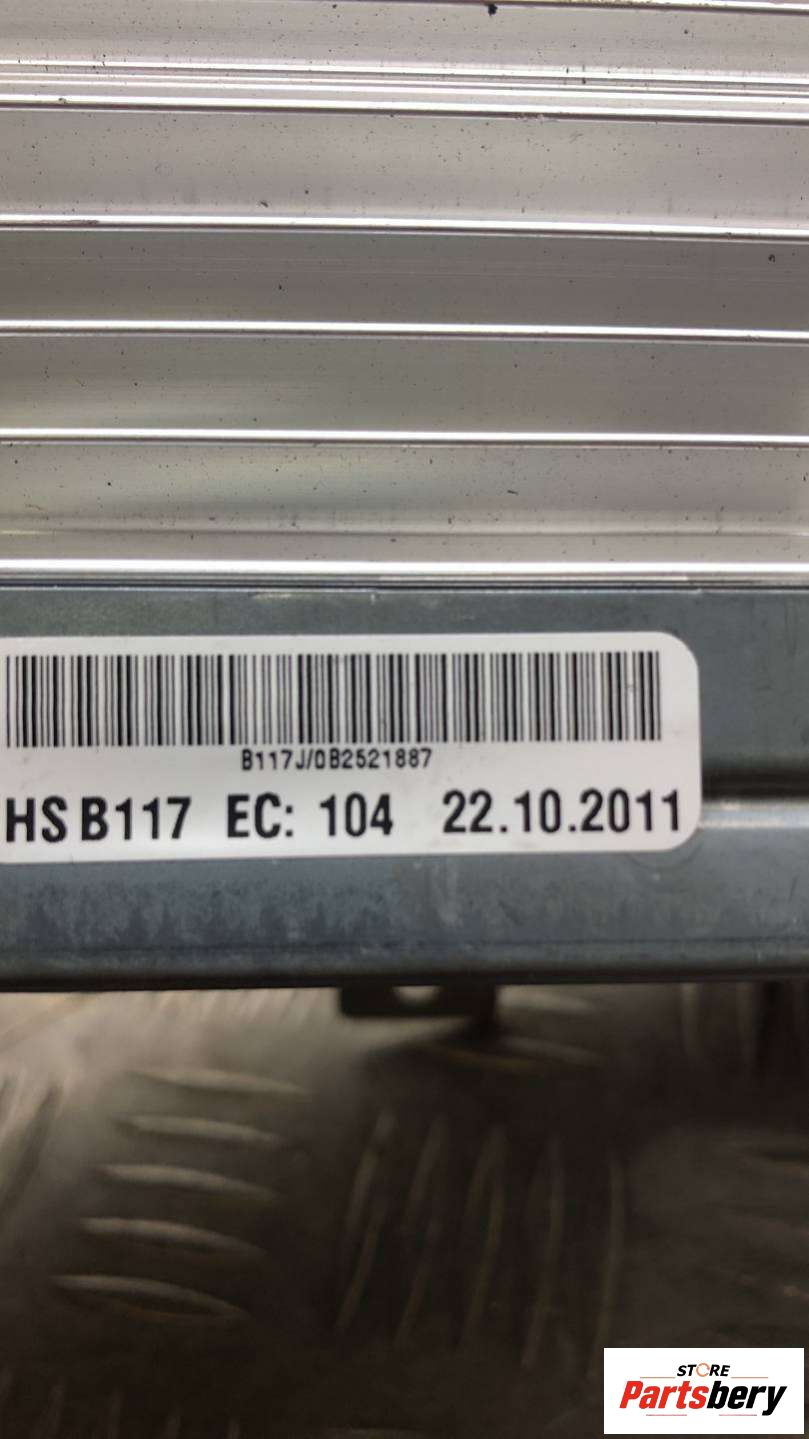 B117J/0B2521887
HS B117 EC: 104 22.10.2011
STORE
Partsbery